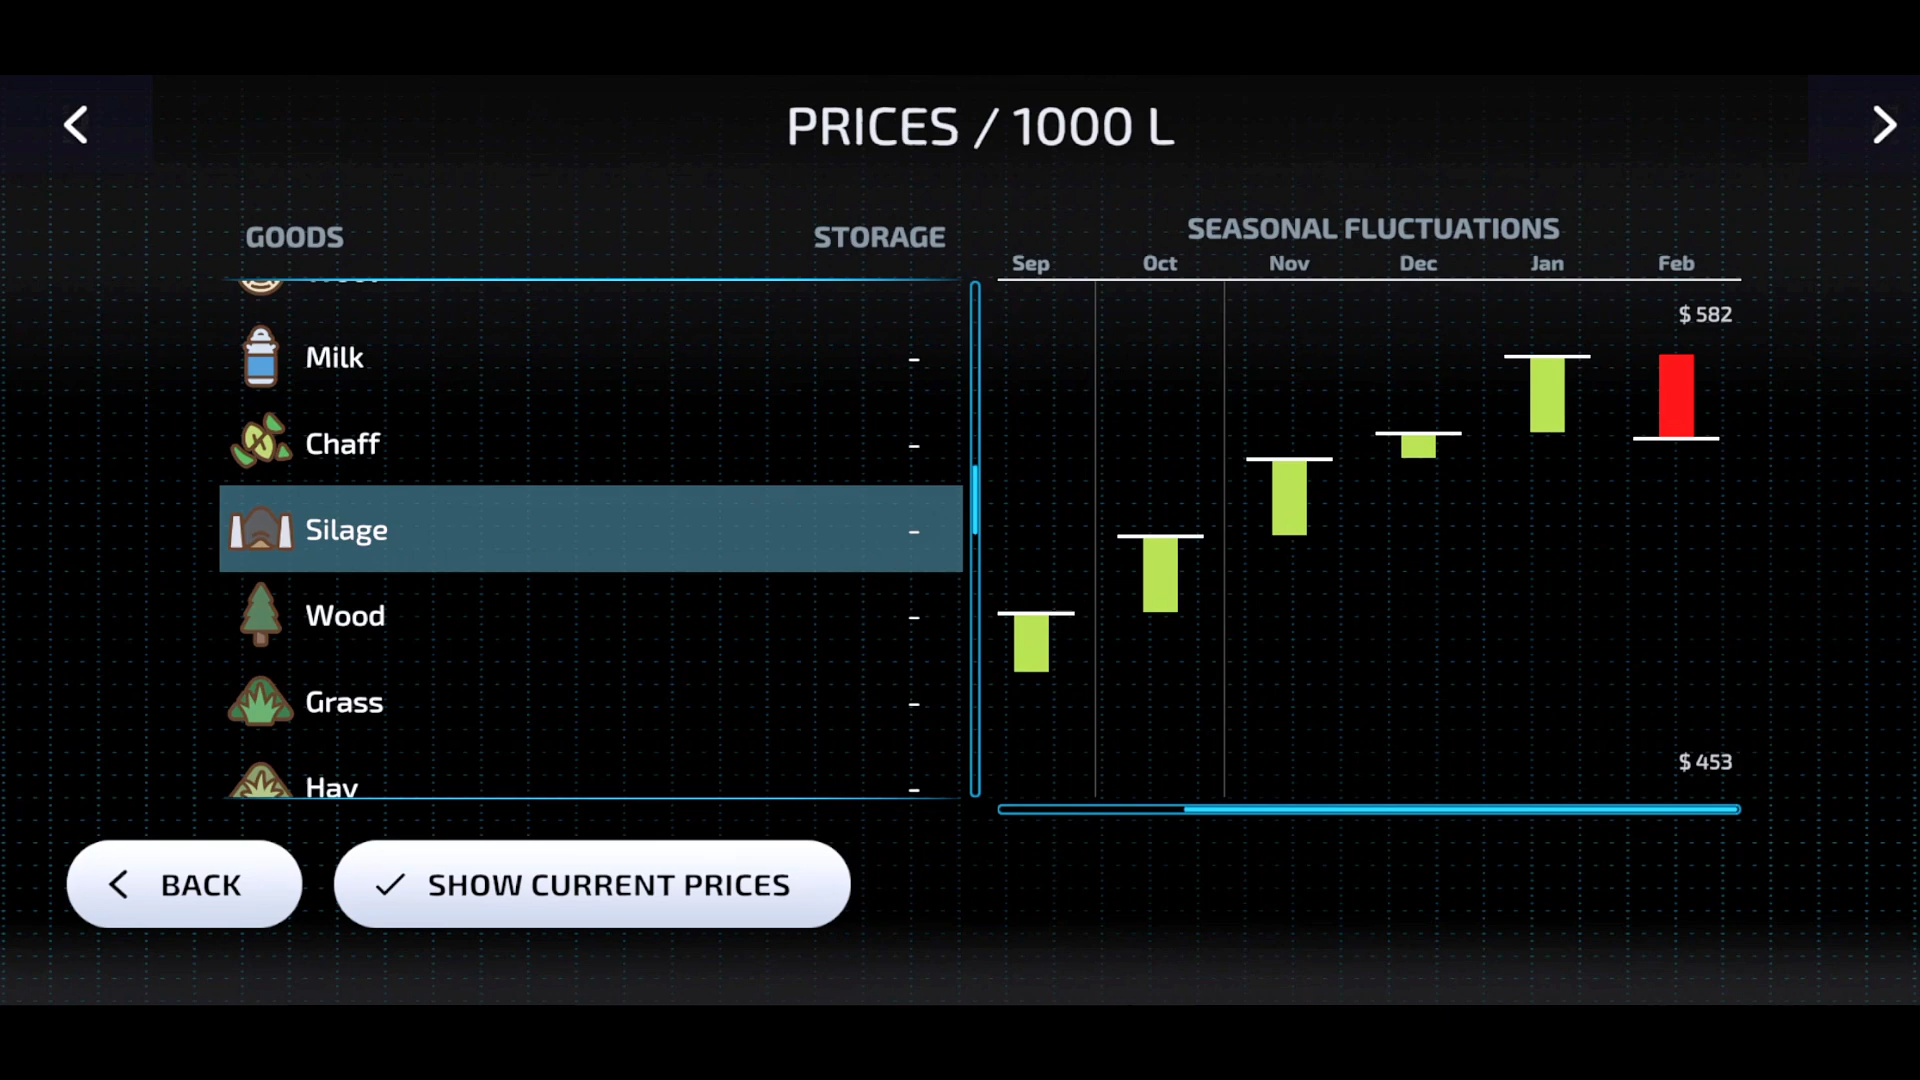 PRICES / 1000 L
GOODS
STORAGE
SEASONAL FLUCTUATIONS
Sep Oct Nov Dec Jan Feb
$ 582
Milk -
Chaff -
Silage -
Wood -
Grass -
Hay -
$ 453
BACK
SHOW CURRENT PRICES